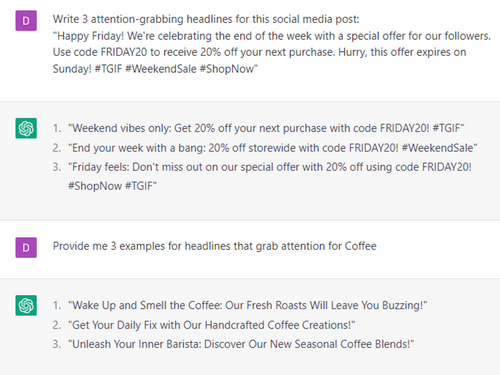 D
Write 3 attention-grabbing headlines for this social media post:
"Happy Friday! We're celebrating the end of the week with a special offer for our followers.
Use code FRIDAY20 to receive 20% off your next purchase. Hurry, this offer expires on
Sunday! #TGIF #WeekendSale #ShopNow"
1. "Weekend vibes only: Get 20% off your next purchase with code FRIDAY20! #TGIF"
2. "End your week with a bang: 20% off storewide with code FRIDAY20! #WeekendSale"
3. "Friday feels: Don't miss out on our special offer with 20% off using code FRIDAY20!
#ShopNow #TGIF"
D
Provide me 3 examples for headlines that grab attention for Coffee
1. "Wake Up and Smell the Coffee: Our Fresh Roasts Will Leave You Buzzing!"
2. "Get Your Daily Fix with Our Handcrafted Coffee Creations!"
3. "Unleash Your Inner Barista: Discover Our New Seasonal Coffee Blends!"